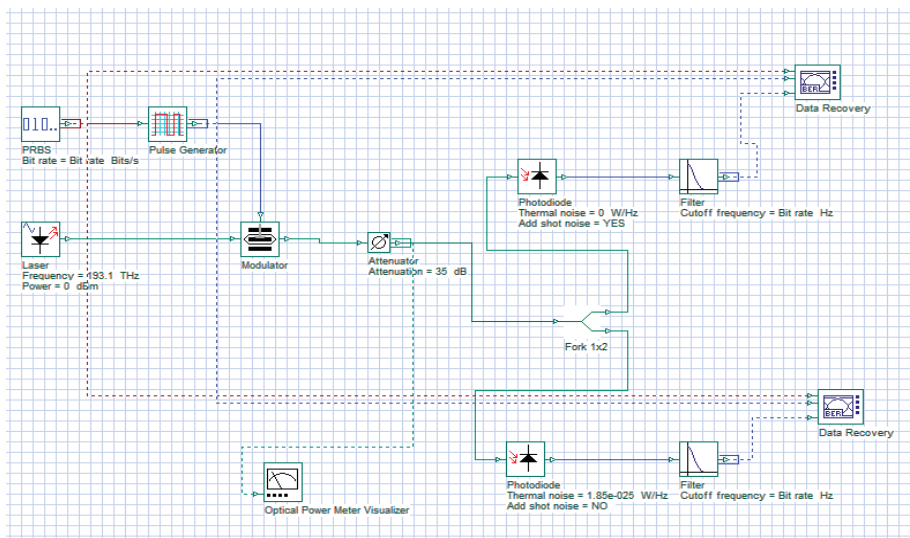 BER
Data Recovery
010..
PRBS
Bit rate = Bit rate Bits/s
Pulse Generator
Photodiode
Thermal noise = 0 W/Hz
Add shot noise = YES
Filter
Cutoff frequency = Bit rate Hz
Laser
Frequency = 193.1 THz
Power = 0 dBm
Modulator
Attenuator
Attenuation = 35 dB
Fork 1x2
BER
Data Recovery
Photodiode
Thermal noise = 1.85e-025 W/Hz
Add shot noise = NO
Filter
Cutoff frequency = Bit rate Hz
Optical Power Meter Visualizer